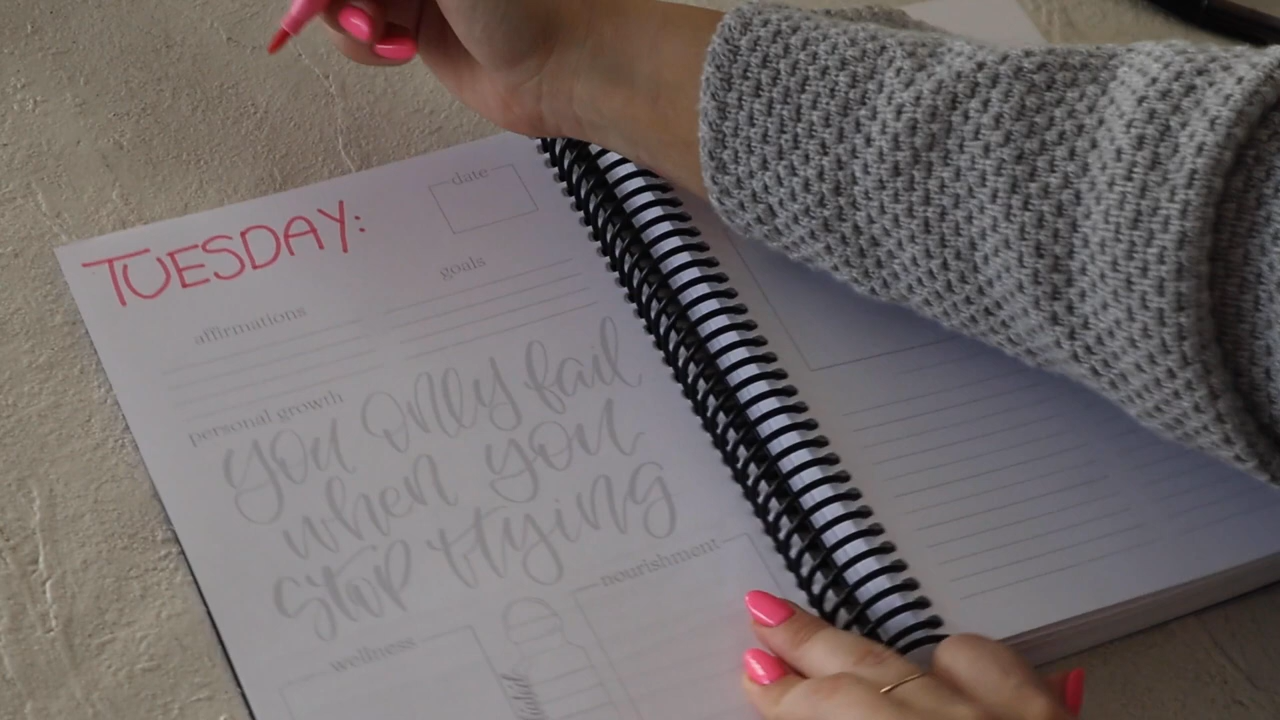 TUESDAY:
date
goals
affirmations
personal growth
you only fail
when you
stop trying
nourishment
wellness